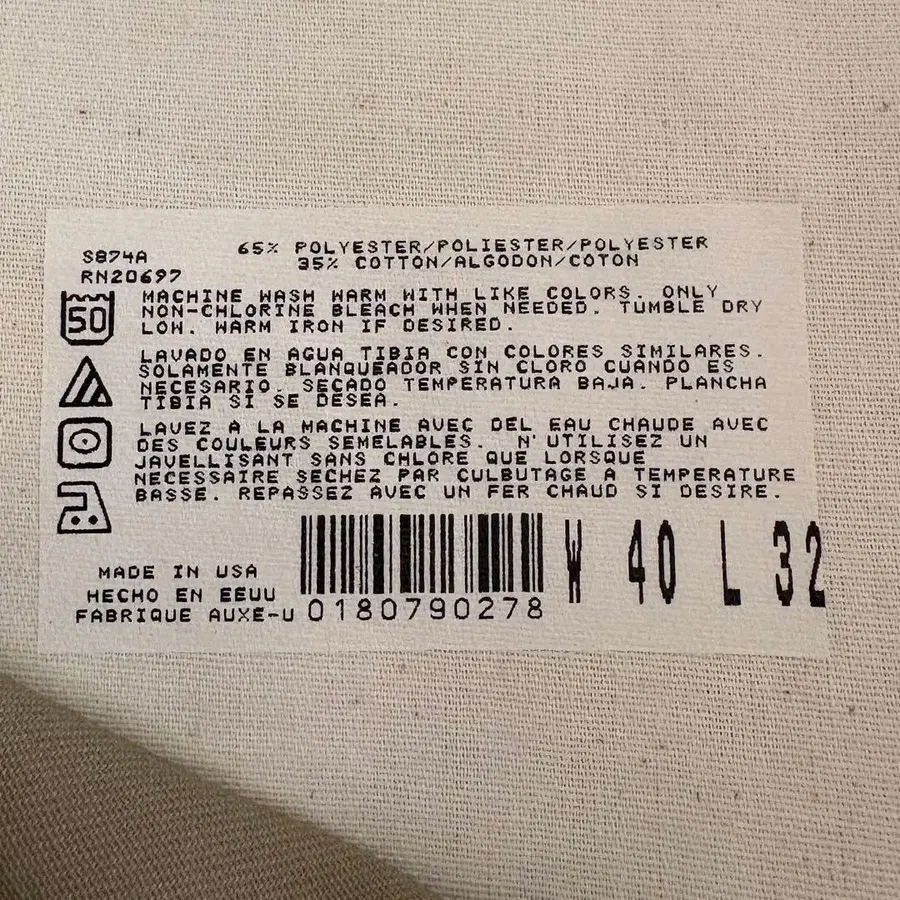 S874A
RN20697
65% POLYESTER/POLIESTER/POLYESTER
35% COTTON/ALGODON/COTON
50
MACHINE WASH WARM WITH LIKE COLORS. ONLY
NON-CHLORINE BLEACH WHEN NEEDED. TUMBLE DRY
LOW. WARM IRON IF DESIRED.
LAVADO EN AGUA TIBIA CON COLORES SIMILARES.
SOLAMENTE BLANQUEADOR SIN CLORO CUANDO ES
NECESARIO. SECADO TEMPERATURA BAJA. PLANCHA
TIBIA SI SE DESEA.
LAVEZ A LA MACHINE AVEC DEL EAU CHAUDE AVEC
DES COULEURS SEMELABLES. N'UTILISEZ UN
JAVELLISANT SANS CHLORE QUE LORSQUE
NECESSAIRE SECHEZ PAR CULBUTAGE A TEMPERATURE
BASSE. REPASSEZ AVEC UN FER CHAUD SI DESIRE.
MADE IN USA
HECHO EN EEUU
FABRIQUE AUXE-U
0180790278
W 40 L 32